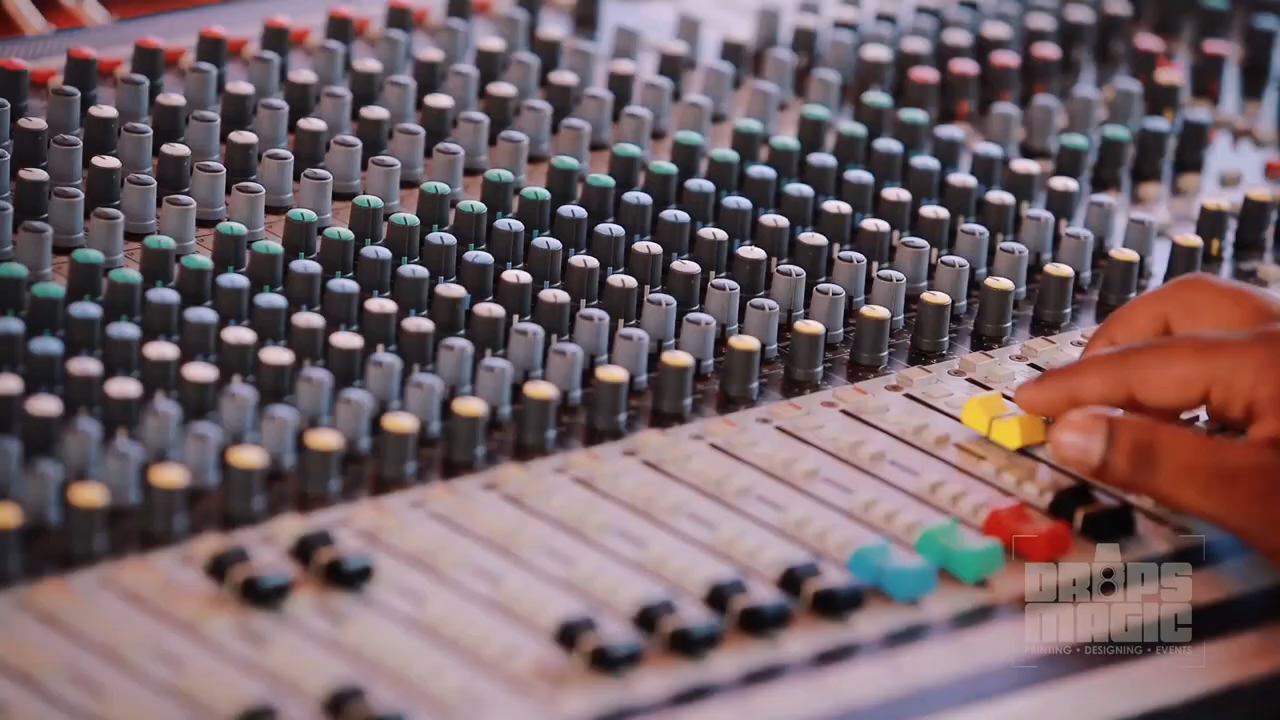 DROPS
MAGIC
PRINTING • DESIGNING • EVENTS